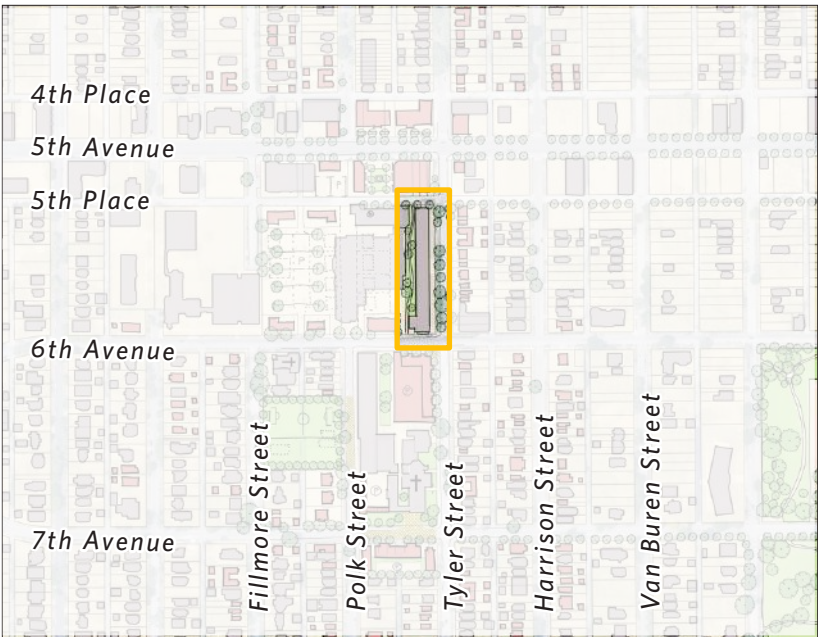 4th Place
5th Avenue
5th Place
6th Avenue
7th Avenue
Fillmore Street
Polk Street
Tyler Street
Harrison Street
Van Buren Street